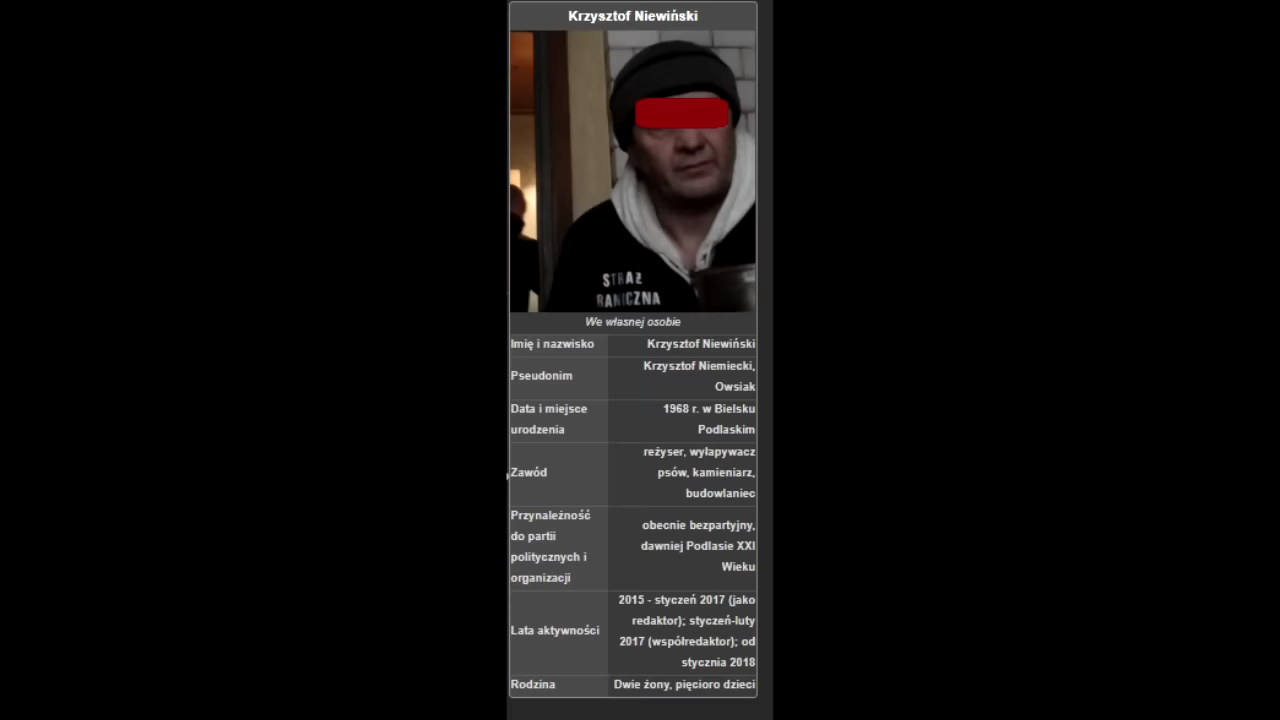 Krzysztof Niewiński
STRAŻ
RANICZNA
We własnej osobie
Imię i nazwisko
Krzysztof Niewiński
Pseudonim
Krzysztof Niemiecki,
Owsiak
Data i miejsce
urodzenia
1968 r. w Bielsku
Podlaskim
Zawód
reżyser, wyłapywacz
psów, kamieniarz,
budowlaniec
Przynależność
do partii
politycznych i
organizacji
obecnie bezpartyjny,
dawniej Podlasie XXI
Wieku
Lata aktywności
2015 - styczeń 2017 (jako
redaktor); styczeń-luty
2017 (współredaktor); od
stycznia 2018
Rodzina
Dwie żony, pięcioro dzieci